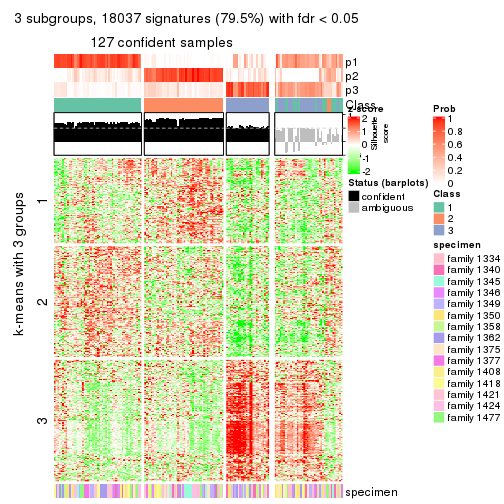 3 subgroups, 18037 signatures (79.5%) with fdr < 0.05
127 confident samples
p1
p2
p3
Class
k-means with 3 groups
1
2
3
specimen
z-score
2
1
0
-1
-2
Silhouette
score
1
Status (barplots)
confident
ambiguous
Prob
1
0.8
0.6
0.4
0.2
0
Class
1
2
3
specimen
family 1334
family 1340
family 1345
family 1346
family 1349
family 1350
family 1358
family 1362
family 1375
family 1377
family 1408
family 1418
family 1421
family 1424
family 1477